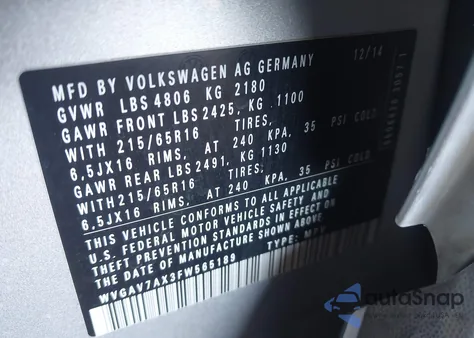 MFD BY VOLKSWAGEN AG GERMANY 12/14
GVWR LBS 4806 KG 2180
GAWR FRONT LBS 2425, KG 1100
WITH 215/65R16 TIRES,
6,5JX16 RIMS, AT 240 KPA, 35 PSI COLD
GAWR REAR LBS 2491, KG 1130
WITH 215/65R16 TIRES,
6,5JX16 RIMS, AT 240 KPA, 35 PSI COLD
THIS VEHICLE CONFORMS TO ALL APPLICABLE
U.S. FEDERAL MOTOR VEHICLE SAFETY AND
THEFT PREVENTION STANDARDS IN EFFECT ON
THE DATE OF MANUFACTURE SHOWN ABOVE
WVGAV7AX3FW565189 TYPE: MPV
autoSnap